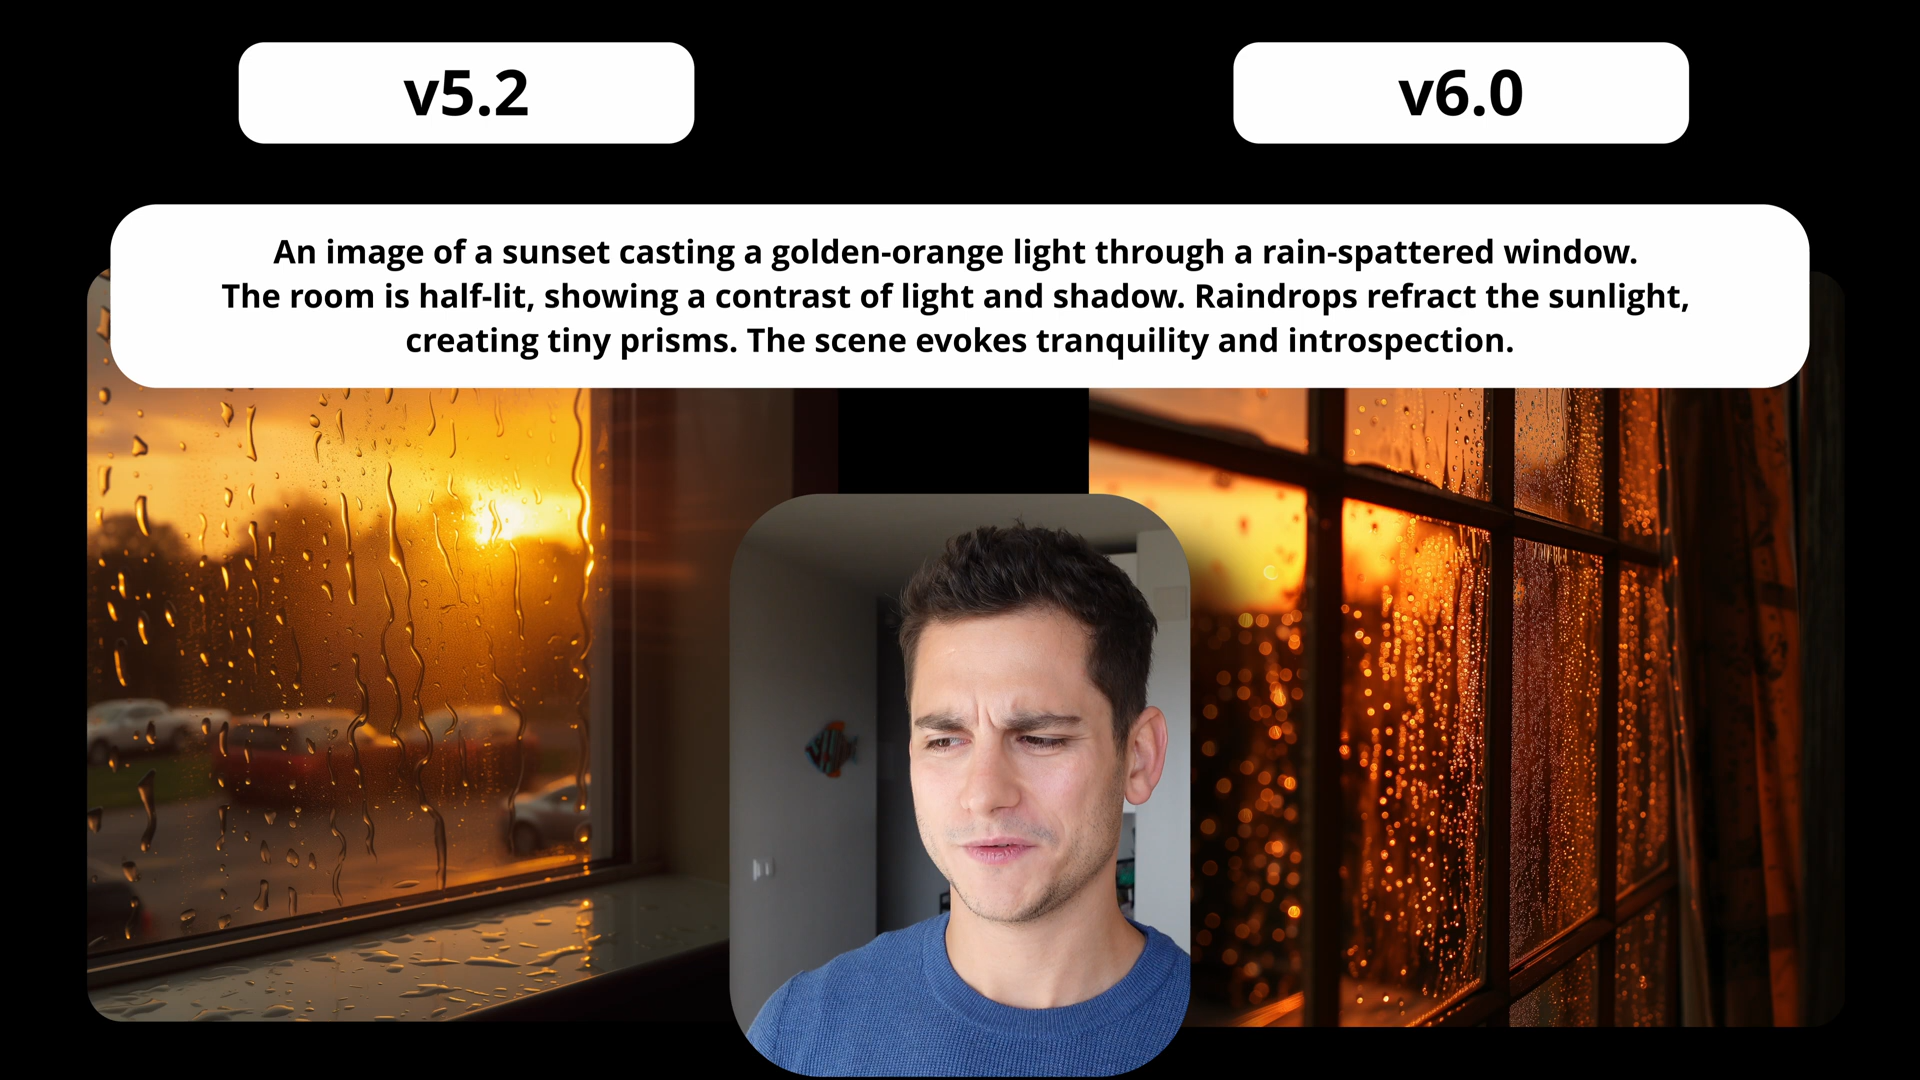 v5.2
v6.0
An image of a sunset casting a golden-orange light through a rain-spattered window.
The room is half-lit, showing a contrast of light and shadow. Raindrops refract the sunlight,
creating tiny prisms. The scene evokes tranquility and introspection.